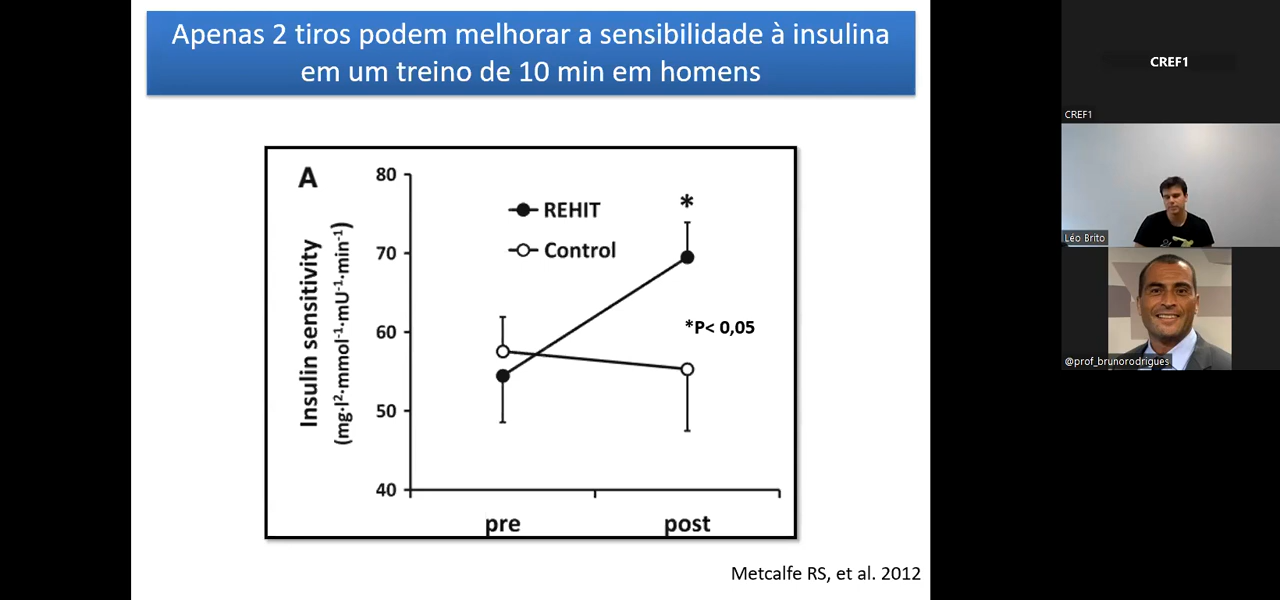 Apenas 2 tiros podem melhorar a sensibilidade à insulina
em um treino de 10 min em homens
A
80
70
60
50
40
Insulin sensitivity
(mg·l²·mmol⁻¹·mU⁻¹·min⁻¹)
REHIT
Control
*
*P< 0,05
pre
post
Metcalfe RS, et al. 2012
CREF1
CREF1
Léo Brito
@prof_brunorodrigues